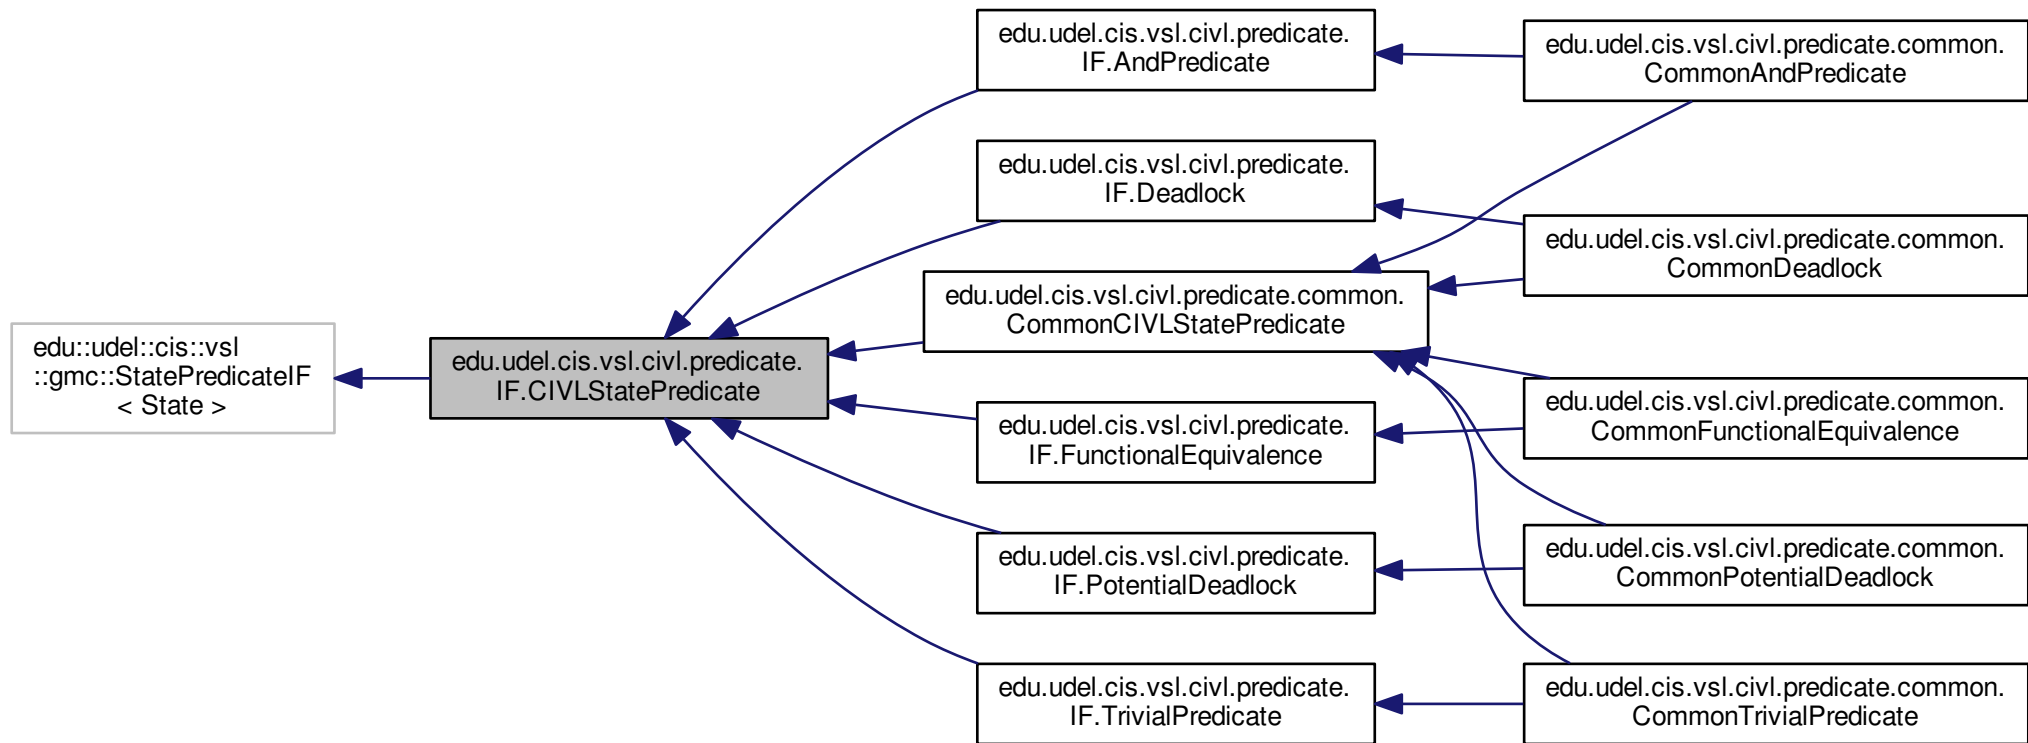 edu::udel::cis::vsl
::gmc::StatePredicateIF
< State >
edu.udel.cis.vsl.civl.predicate.
IF.CIVLStatePredicate
edu.udel.cis.vsl.civl.predicate.
IF.AndPredicate
edu.udel.cis.vsl.civl.predicate.
IF.Deadlock
edu.udel.cis.vsl.civl.predicate.common.
CommonCIVLStatePredicate
edu.udel.cis.vsl.civl.predicate.
IF.FunctionalEquivalence
edu.udel.cis.vsl.civl.predicate.
IF.PotentialDeadlock
edu.udel.cis.vsl.civl.predicate.
IF.TrivialPredicate
edu.udel.cis.vsl.civl.predicate.common.
CommonAndPredicate
edu.udel.cis.vsl.civl.predicate.common.
CommonDeadlock
edu.udel.cis.vsl.civl.predicate.common.
CommonFunctionalEquivalence
edu.udel.cis.vsl.civl.predicate.common.
CommonPotentialDeadlock
edu.udel.cis.vsl.civl.predicate.common.
CommonTrivialPredicate